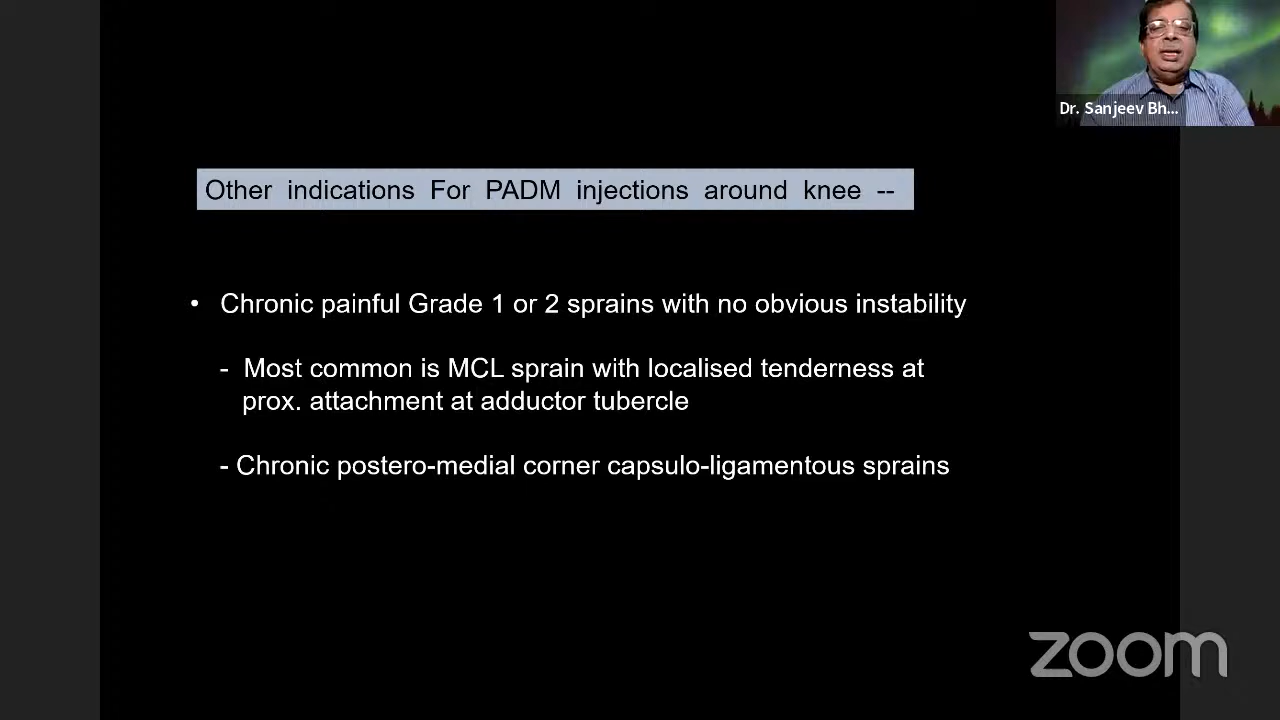 Dr. Sanjeev Bh...
Other indications For PADM injections around knee --
• Chronic painful Grade 1 or 2 sprains with no obvious instability
- Most common is MCL sprain with localised tenderness at
prox. attachment at adductor tubercle
- Chronic postero-medial corner capsulo-ligamentous sprains
zoom